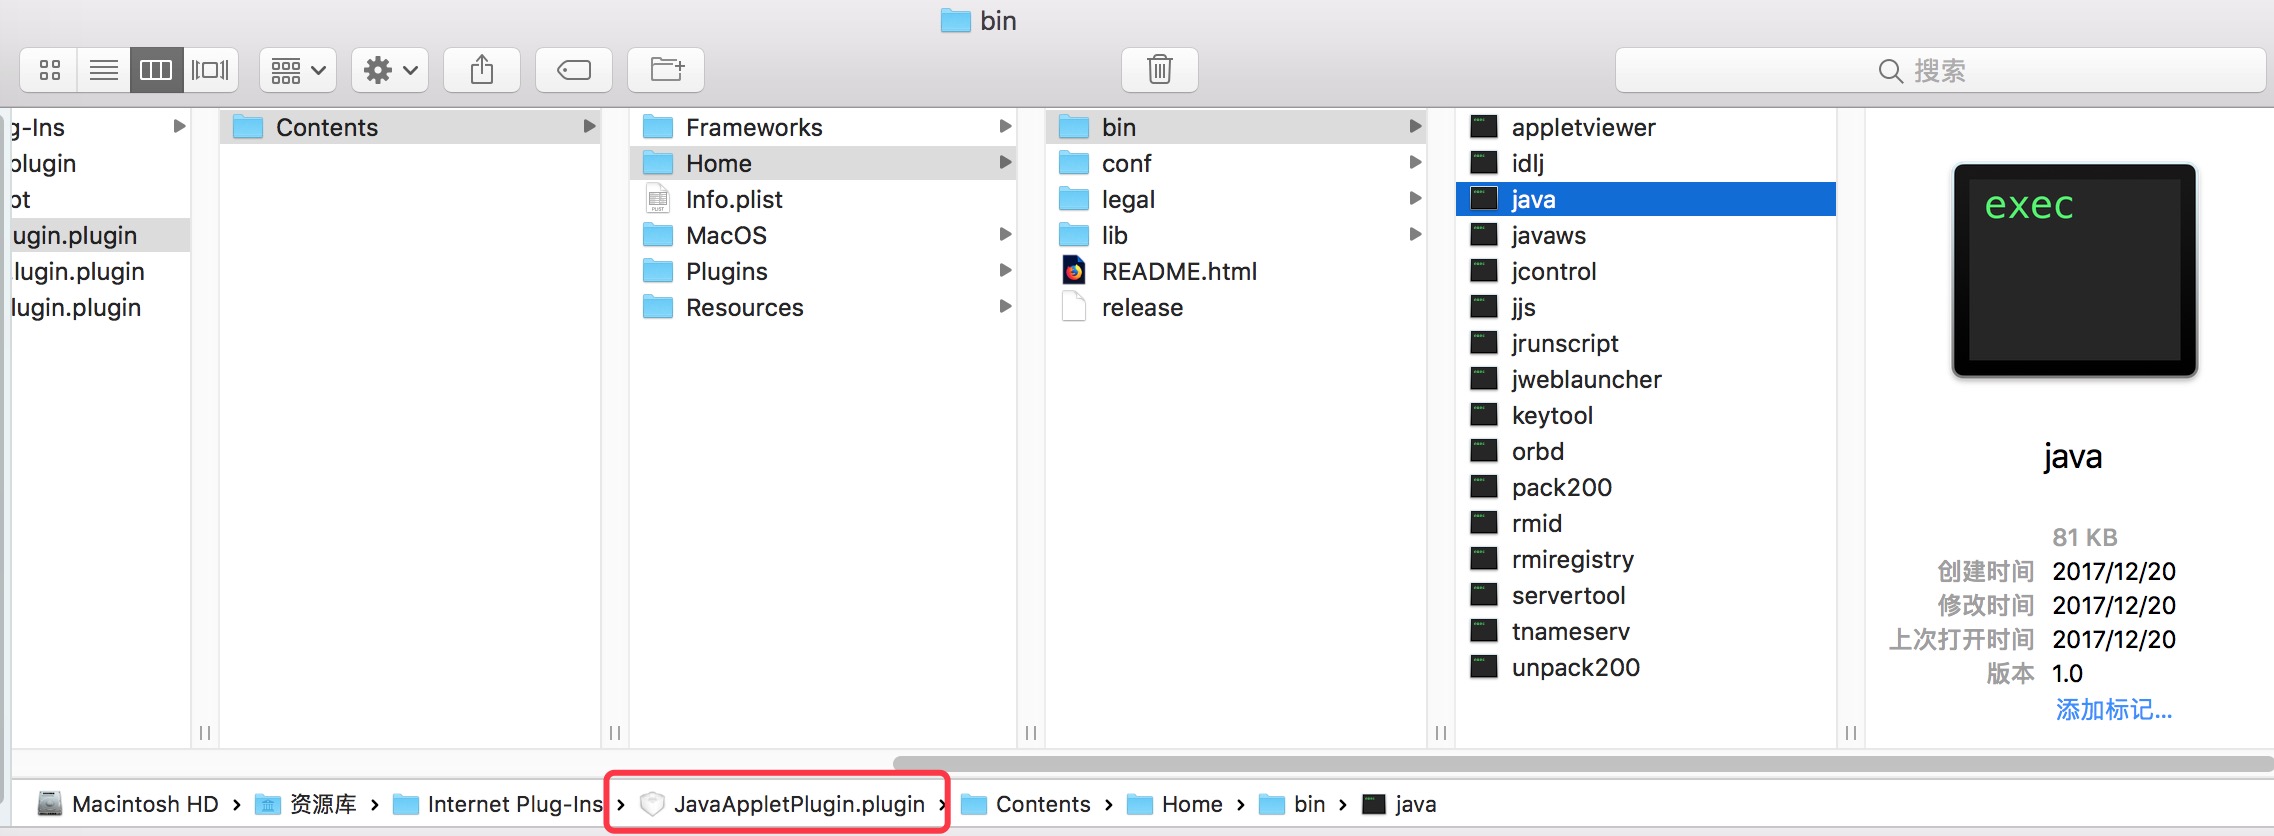 bin
搜索
g-Ins
plugin
pt
ugin.plugin
.lugin.plugin
lugin.plugin
Contents
Frameworks
Home
Info.plist
MacOS
Plugins
Resources
bin
conf
legal
lib
README.html
release
appletviewer
idlj
java
javaws
jcontrol
jjs
jrunscript
jweblauncher
keytool
orbd
pack200
rmid
rmiregistry
servertool
tnameserv
unpack200
exec
java
81 KB
创建时间 2017/12/20
修改时间 2017/12/20
上次打开时间 2017/12/20
版本 1.0
添加标记...
Macintosh HD › 资源库 › Internet Plug-Ins › JavaAppletPlugin.plugin › Contents › Home › bin › java